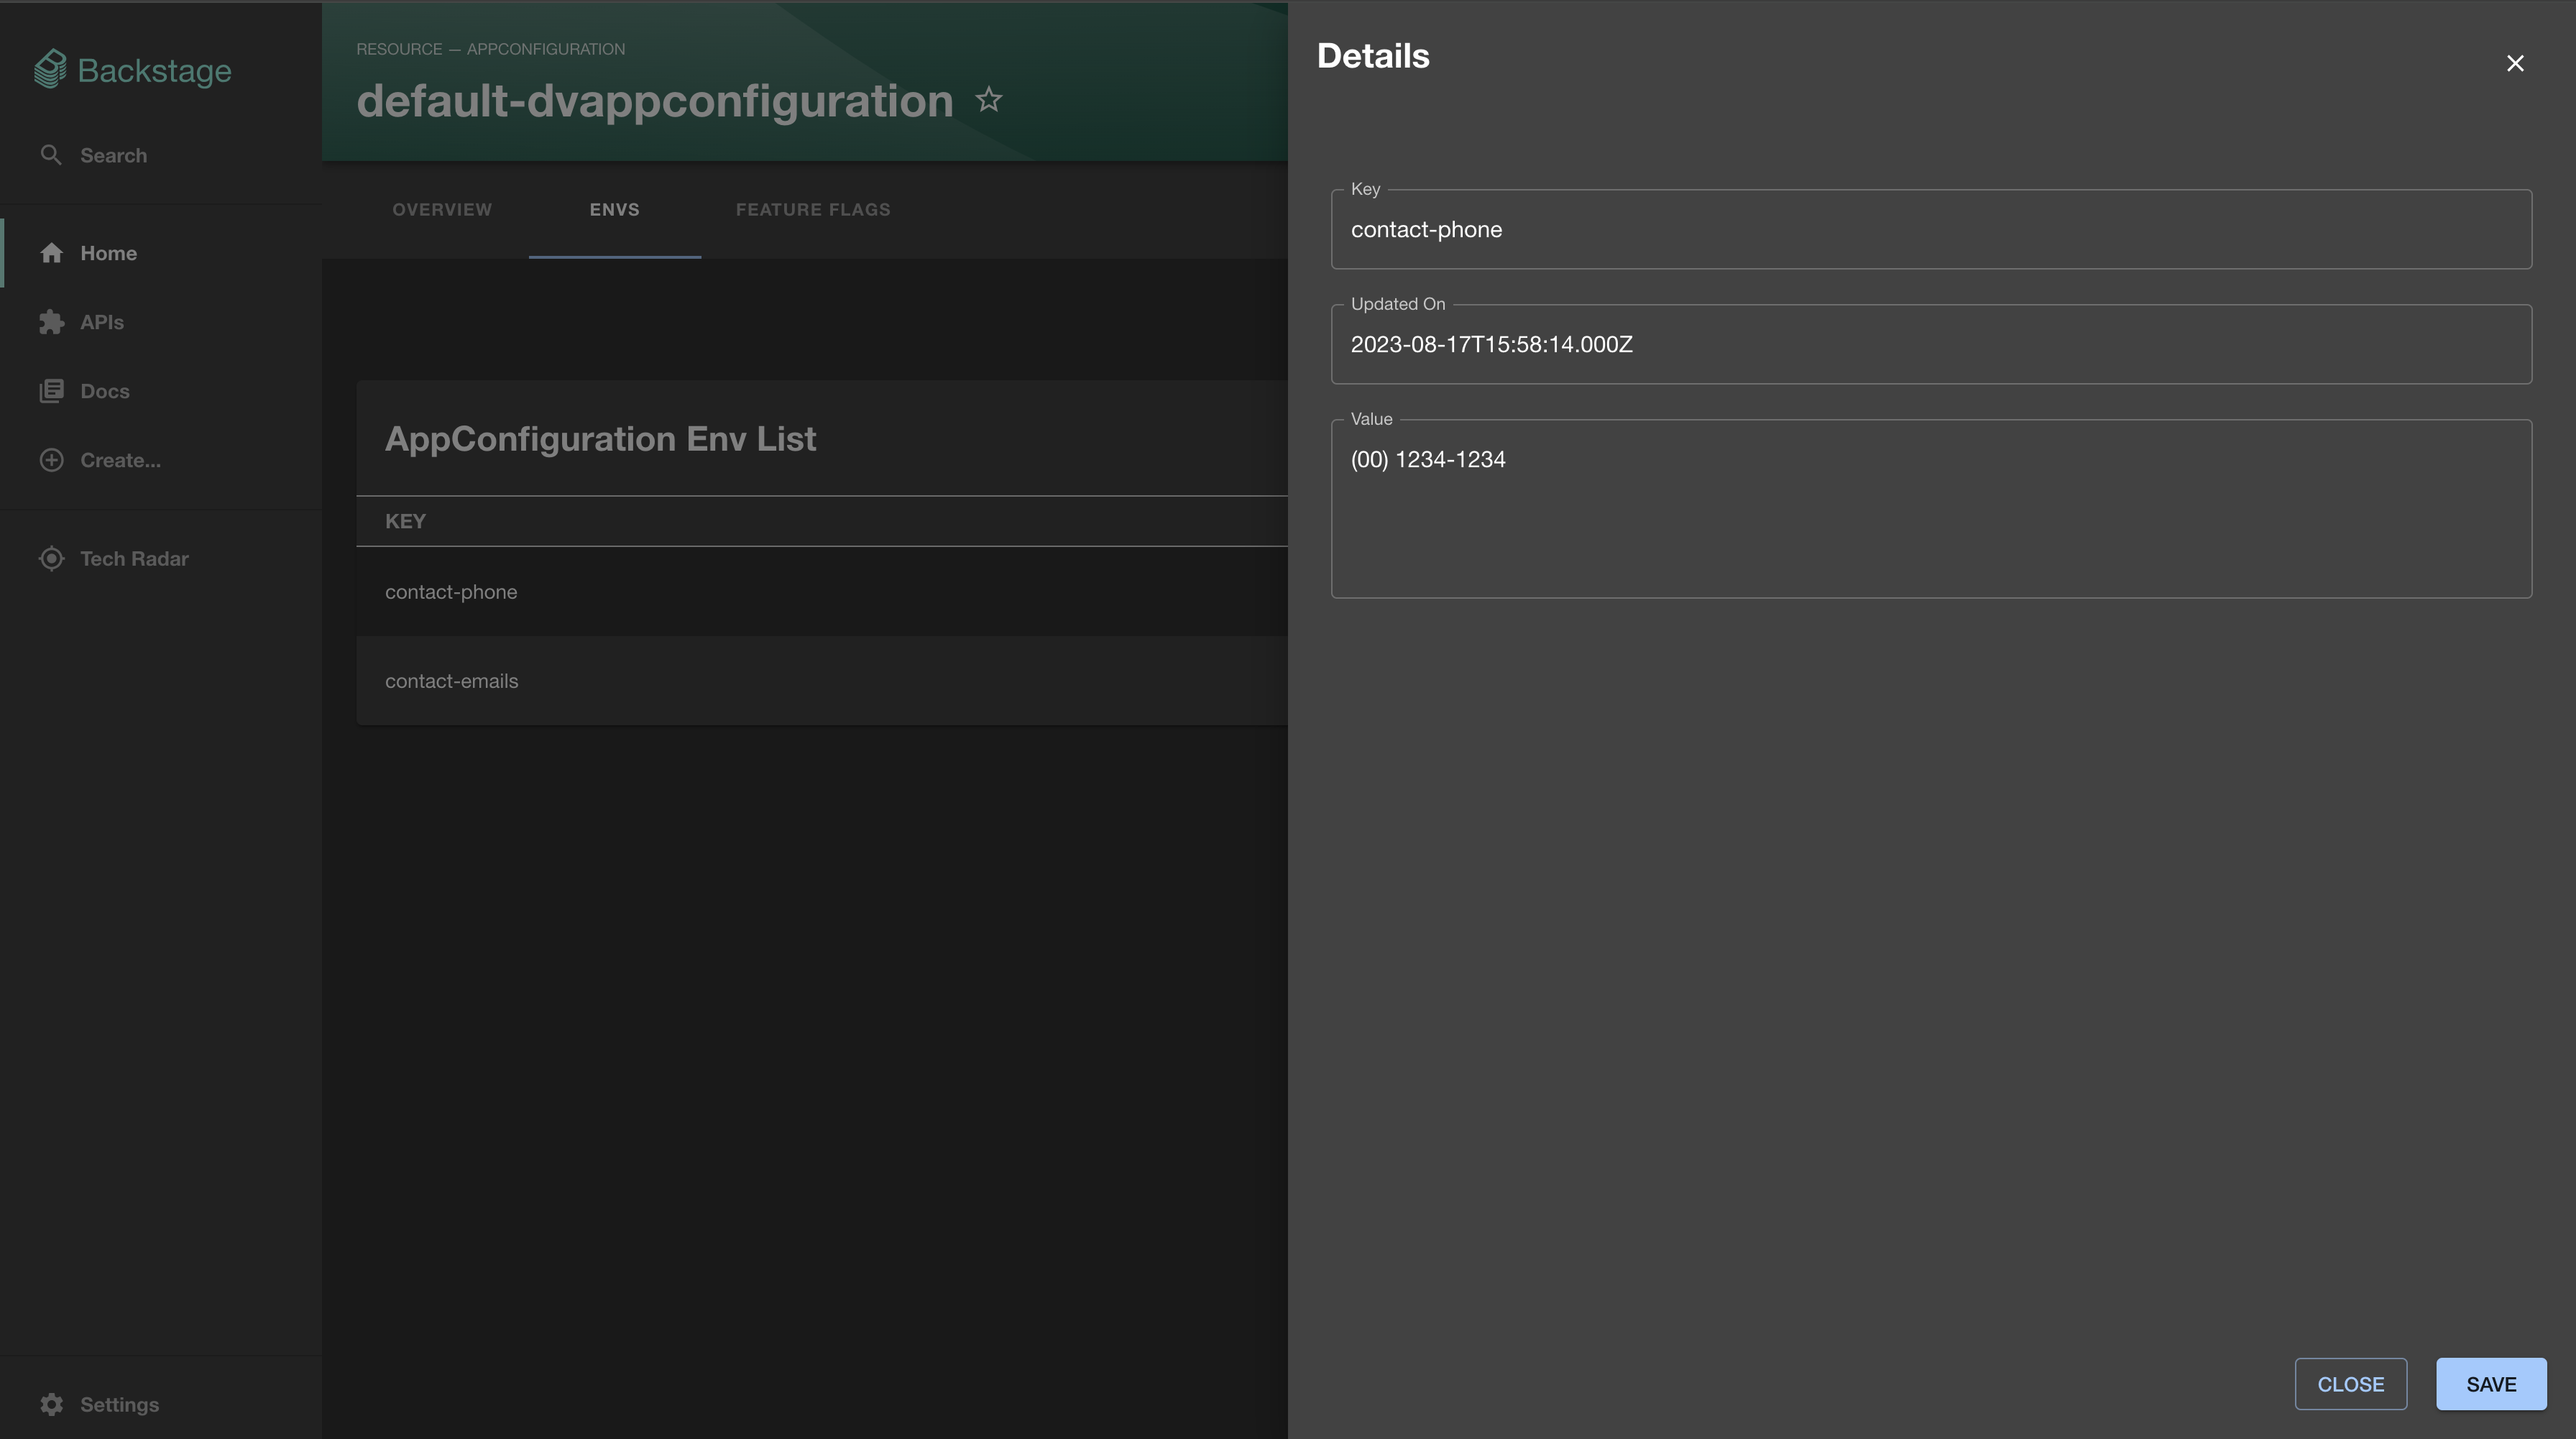 Backstage
Search
Home
APIs
Docs
Create...
Tech Radar
Settings
RESOURCE — APPCONFIGURATION
default-dvappconfiguration
OVERVIEW
ENVS
FEATURE FLAGS
AppConfiguration Env List
KEY
contact-phone
contact-emails
Details
Key
contact-phone
Updated On
2023-08-17T15:58:14.000Z
Value
(00) 1234-1234
CLOSE
SAVE